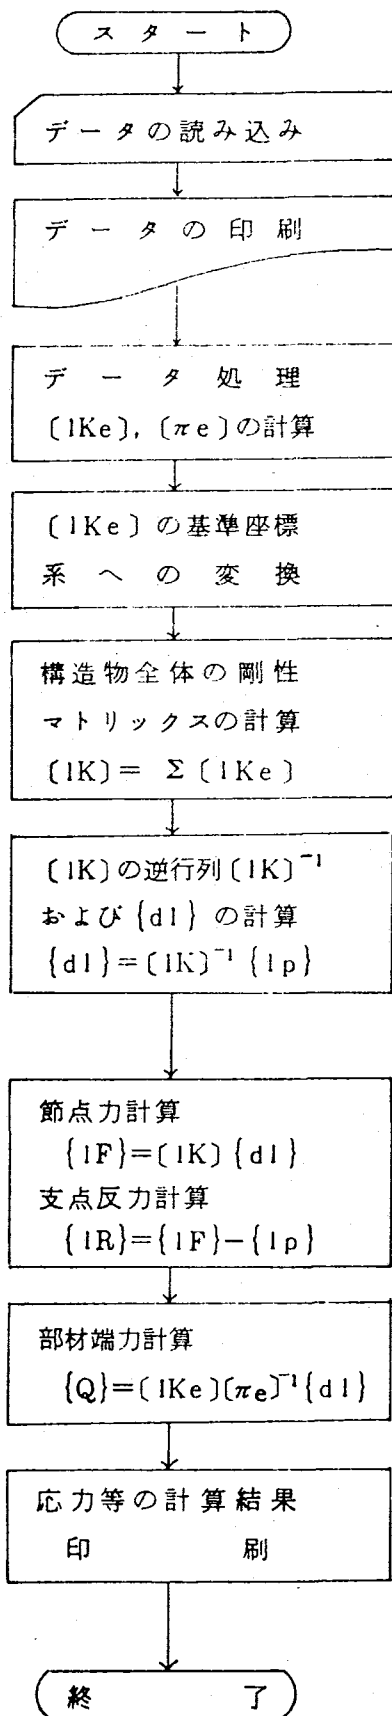 スタート
データの読み込み
データの印刷
データ処理
〔lKe〕, 〔πe〕の計算
〔lKe〕の基準座標
系への変換
構造物全体の剛性
マトリックスの計算
〔lK〕= Σ〔lKe〕
〔lK〕の逆行列〔lK〕⁻¹
および{dl}の計算
{dl}=〔lK〕⁻¹{lp}
節点力計算
{lF}=〔lK〕{dl}
支点反力計算
{lR}={lF}−{lp}
部材端力計算
{Q}=〔lKe〕〔πe〕⁻¹{dl}
応力等の計算結果
印刷
終了